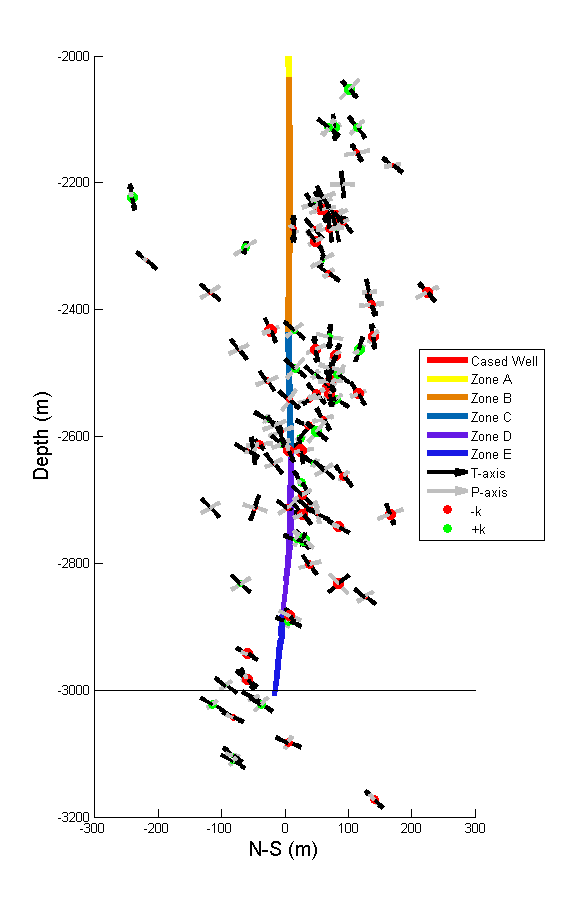 -2000
-2200
-2400
-2600
-2800
-3000
-3200
Depth (m)
Cased Well
Zone A
Zone B
Zone C
Zone D
Zone E
T-axis
P-axis
-k
+k
-300 -200 -100 0 100 200 300
N-S (m)